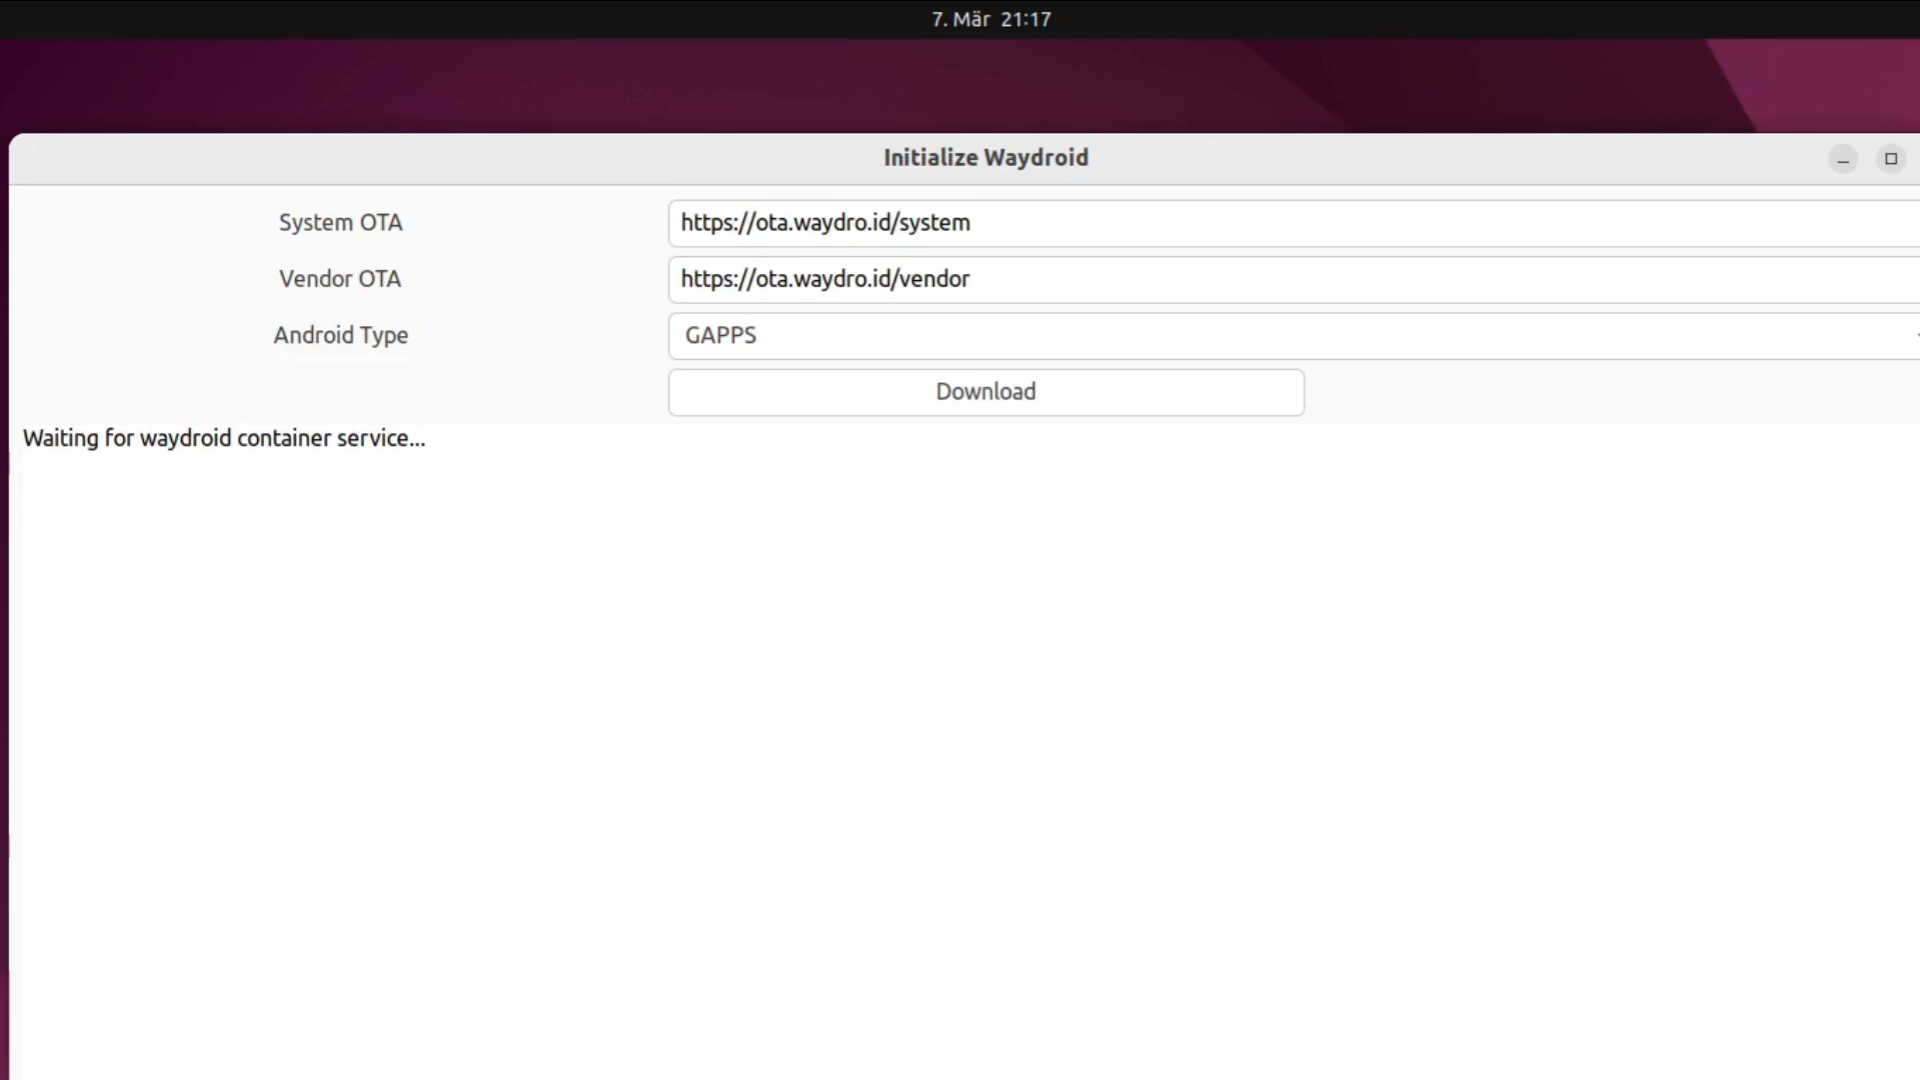 7. Mär 21:17
Initialize Waydroid
System OTA
https://ota.waydro.id/system
Vendor OTA
https://ota.waydro.id/vendor
Android Type
GAPPS
Download
Waiting for waydroid container service...